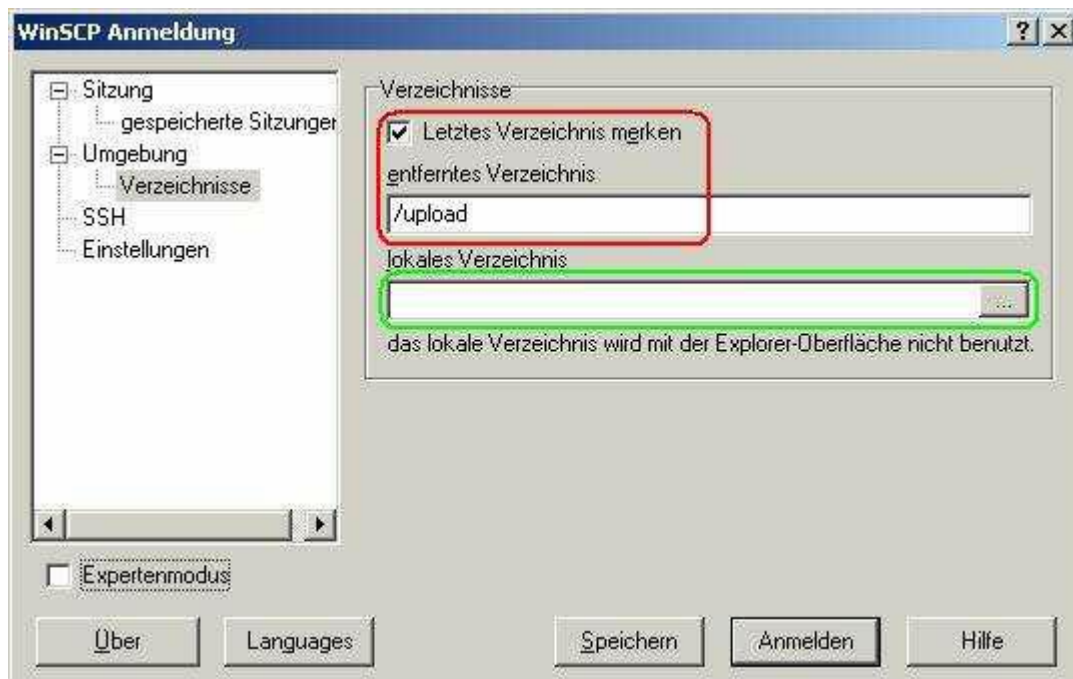 WinSCP Anmeldung
Sitzung
gespeicherte Sitzunger
Umgebung
Verzeichnisse
SSH
Einstellungen
Expertenmodus
Verzeichnisse
Letztes Verzeichnis merken
entferntes Verzeichnis
/upload
lokales Verzeichnis
...
das lokale Verzeichnis wird mit der Explorer-Oberfläche nicht benutzt.
Über
Languages
Speichern
Anmelden
Hilfe